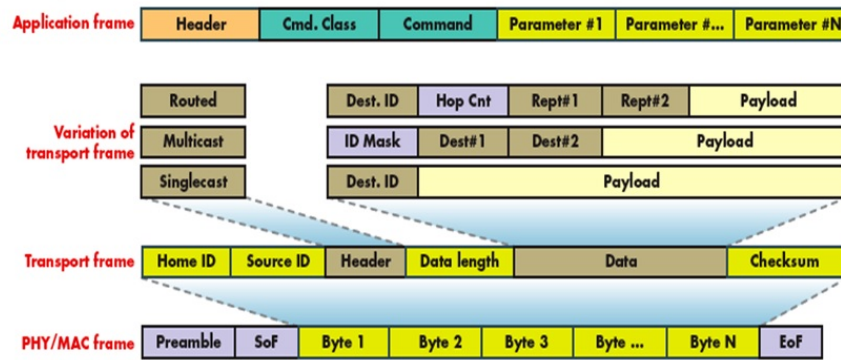 Application frame Header Cmd. Class Command Parameter #1 Parameter #... Parameter #N
Routed Dest. ID Hop Cnt Rept#1 Rept#2 Payload
Variation of
transport frame
Multicast ID Mask Dest#1 Dest#2 Payload
Singlecast Dest. ID Payload
Transport frame Home ID Source ID Header Data length Data Checksum
PHY/MAC frame Preamble SoF Byte 1 Byte 2 Byte 3 Byte ... Byte N EoF